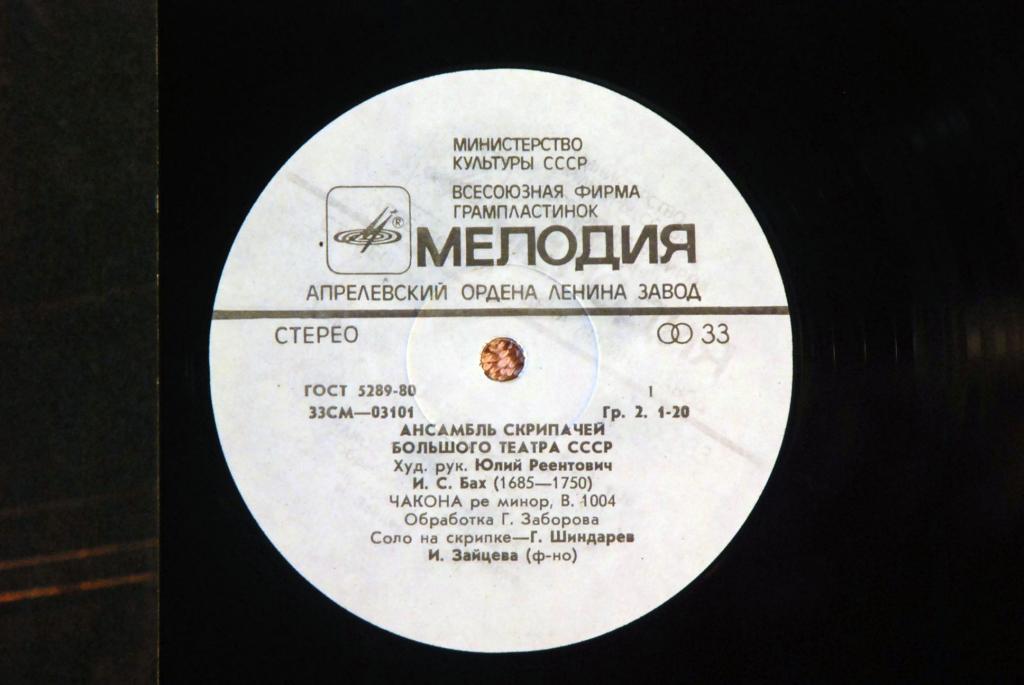 МИНИСТЕРСТВО
КУЛЬТУРЫ СССР
ВСЕСОЮЗНАЯ ФИРМА
ГРАМПЛАСТИНОК
®
МЕЛОДИЯ
АПРЕЛЕВСКИЙ ОРДЕНА ЛЕНИНА ЗАВОД
СТЕРЕО 33
ГОСТ 5289-80 1
33СМ—03101 Гр. 2. 1-20
АНСАМБЛЬ СКРИПАЧЕЙ
БОЛЬШОГО ТЕАТРА СССР
Худ. рук. Юлий Реентович
И. С. Бах (1685—1750)
ЧАКОНА ре минор, В. 1004
Обработка Г. Заборова
Соло на скрипке—Г. Шиндарев
И. Зайцева (ф-но)